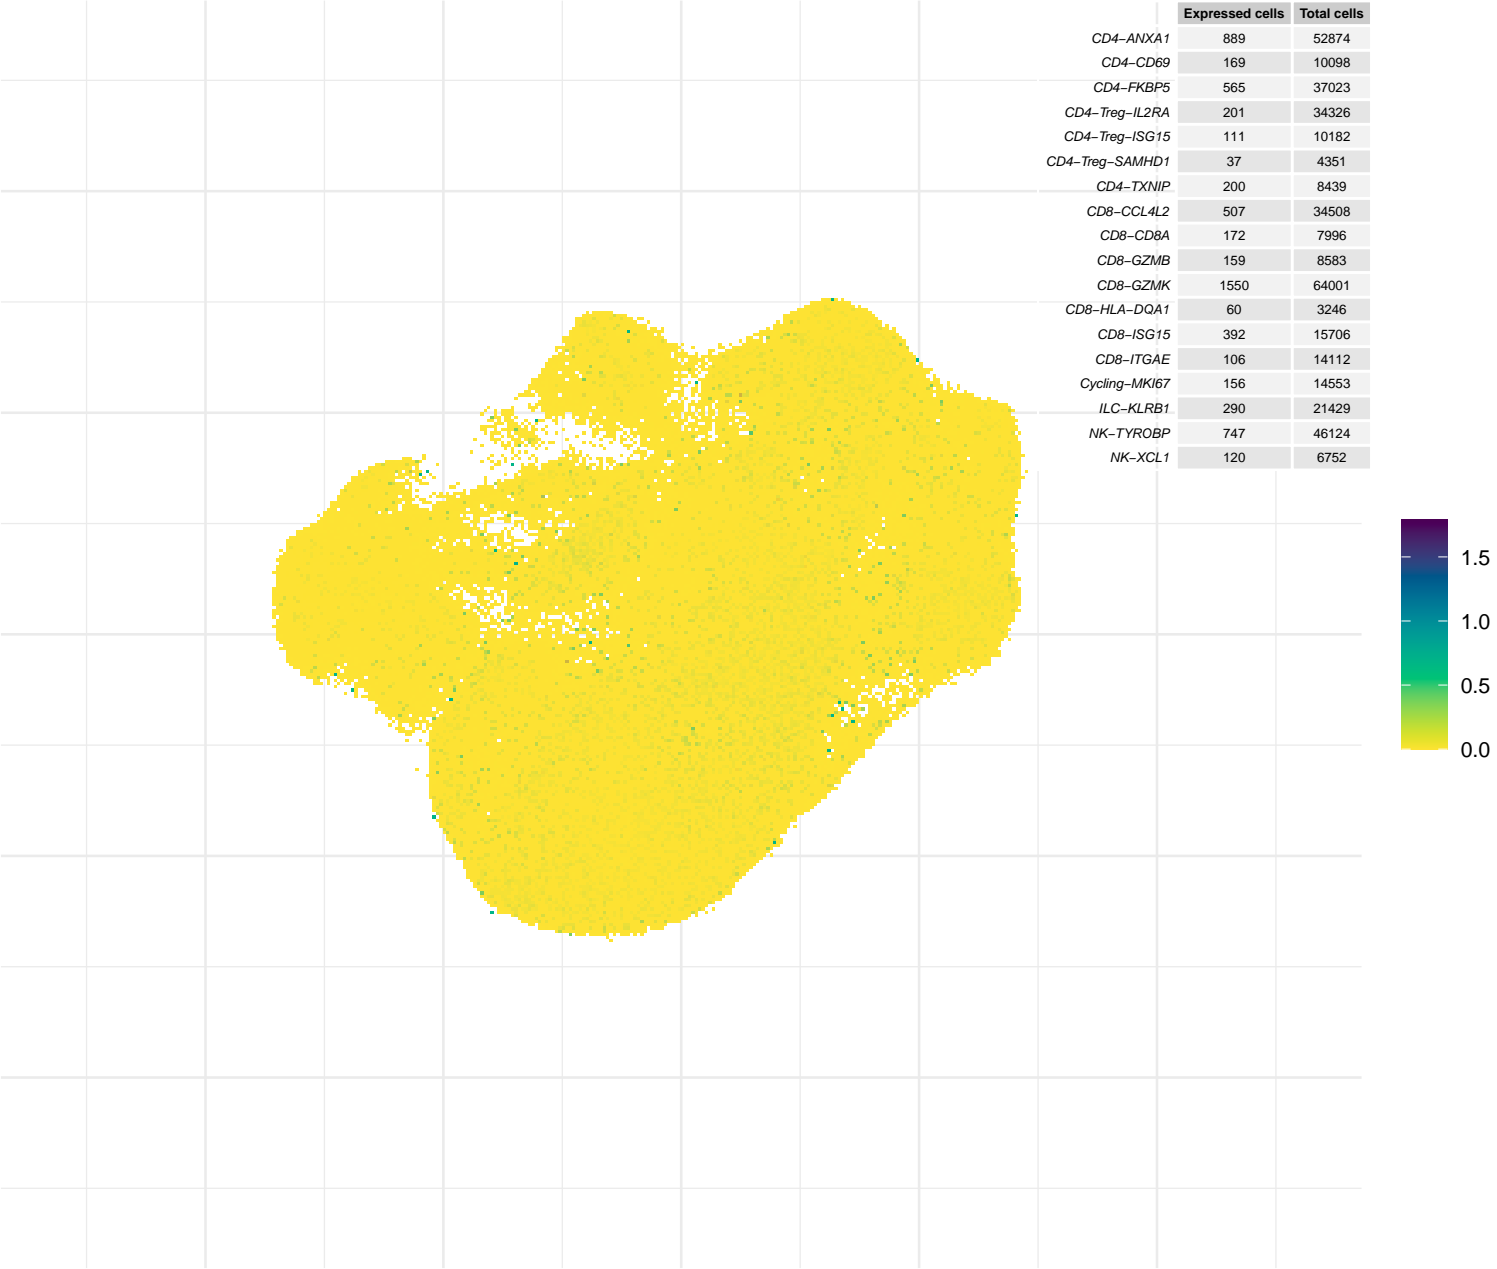 Expressed cells Total cells
CD4−ANXA1 889 52874
CD4−CD69 169 10098
CD4−FKBP5 565 37023
CD4−Treg−IL2RA 201 34326
CD4−Treg−ISG15 111 10182
CD4−Treg−SAMHD1 37 4351
CD4−TXNIP 200 8439
CD8−CCL4L2 507 34508
CD8−CD8A 172 7996
CD8−GZMB 159 8583
CD8−GZMK 1550 64001
CD8−HLA−DQA1 60 3246
CD8−ISG15 392 15706
CD8−ITGAE 106 14112
Cycling−MKI67 156 14553
ILC−KLRB1 290 21429
NK−TYROBP 747 46124
NK−XCL1 120 6752
1.5
1.0
0.5
0.0